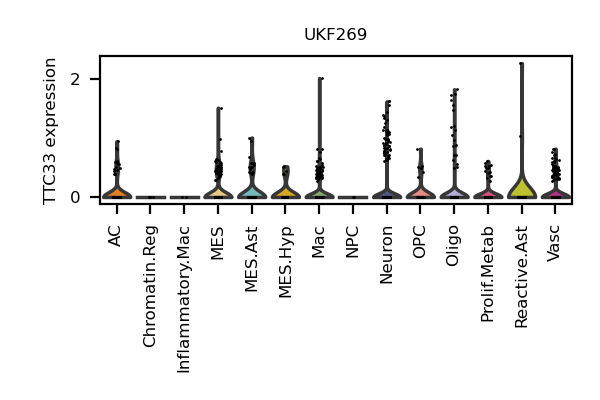 UKF269
TTC33 expression
2
0
AC
Chromatin.Reg
Inflammatory.Mac
MES
MES.Ast
MES.Hyp
Mac
NPC
Neuron
OPC
Oligo
Prolif.Metab
Reactive.Ast
Vasc